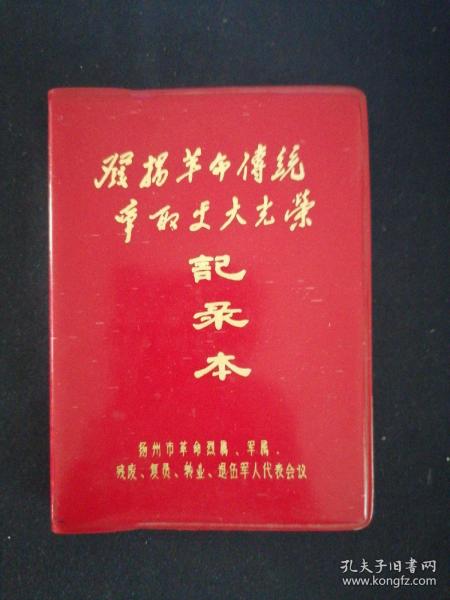 發揚革命傳統
爭取更大光榮
記录本
扬州市革命烈属、军属、
残废、复员、转业、退伍军人代表会议
孔夫子旧书网
www.kongfz.com